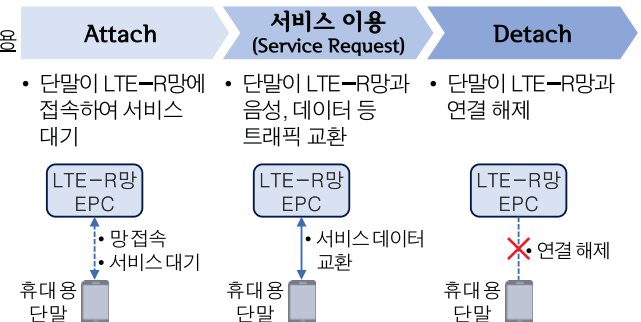 용
Attach
서비스 이용
(Service Request)
Detach
• 단말이 LTE-R망에
접속하여 서비스
대기
• 단말이 LTE-R망과
음성, 데이터 등
트래픽 교환
• 단말이 LTE-R망과
연결 해제
LTE-R망
EPC
• 망 접속
• 서비스 대기
휴대용
단말
LTE-R망
EPC
• 서비스 데이터
교환
휴대용
단말
LTE-R망
EPC
• 연결 해제
휴대용
단말